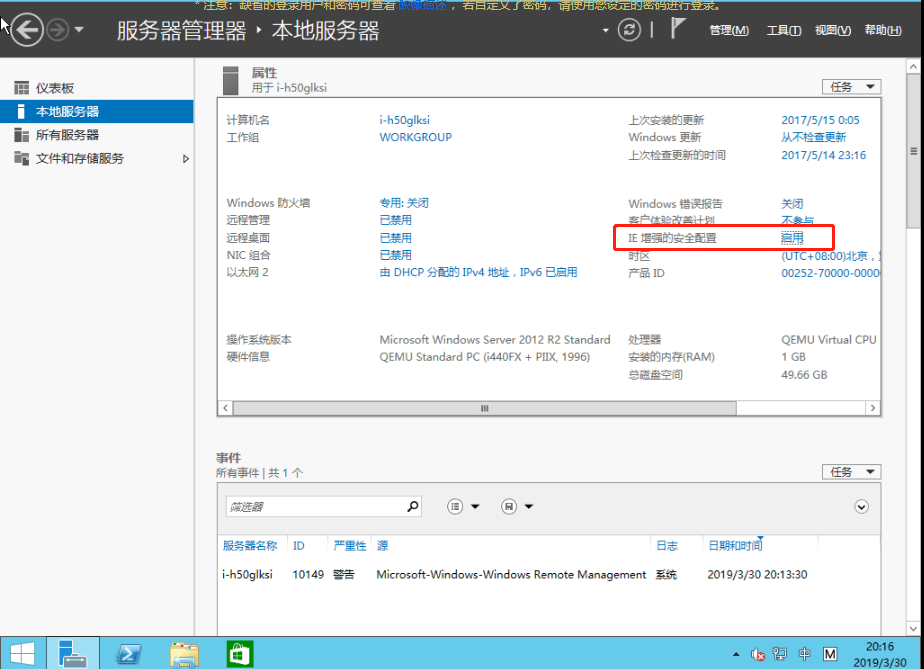 * 注意：缺省的登录用户和密码可查看 映像描述 ，若自定义了密码，请使用您设定的密码进行登录。
服务器管理器 ‣ 本地服务器
管理(M) 工具(T) 视图(V) 帮助(H)
仪表板
本地服务器
所有服务器
文件和存储服务
属性
用于 i-h50glksi
任务
计算机名 i-h50glksi 上次安装的更新 2017/5/15 0:05
工作组 WORKGROUP Windows 更新 从不检查更新
上次检查更新的时间 2017/5/14 23:16
Windows 防火墙 专用: 关闭 Windows 错误报告 关闭
远程管理 已禁用 客户体验改善计划 不参与
远程桌面 已禁用 IE 增强的安全配置 启用
NIC 组合 已禁用 时区 (UTC+08:00)北京，
以太网 2 由 DHCP 分配的 IPv4 地址，IPv6 已启用 产品 ID 00252-70000-0000
操作系统版本 Microsoft Windows Server 2012 R2 Standard 处理器 QEMU Virtual CPU
硬件信息 QEMU Standard PC (i440FX + PIIX, 1996) 安装的内存(RAM) 1 GB
总磁盘空间 49.66 GB
事件
所有事件 | 共 1 个
任务
筛选器
服务器名称 ID 严重性 源 日志 日期和时间
i-h50glksi 10149 警告 Microsoft-Windows-Windows Remote Management 系统 2019/3/30 20:13:30
中 M
20:16
2019/3/30